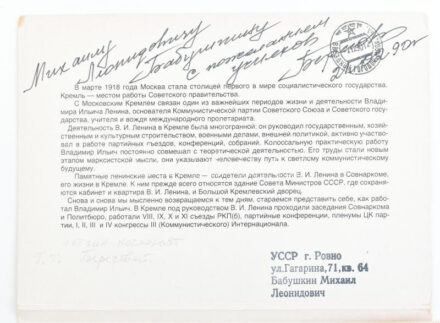 Михаилу
Леонидовичу
Бабушкину
с пожеланием
успехов
90г.
СССР
В марте 1918 года Москва стала столицей первого в мире социалистического государства,
Кремль — местом работы Советского правительства.
С Московским Кремлем связан один из важнейших периодов жизни и деятельности Влади-
мира Ильича Ленина, основателя Коммунистической партии Советского Союза и Советского госу-
дарства, учителя и вождя международного пролетариата.
Деятельность В. И. Ленина в Кремле была многогранной: он руководил государственным, хозяй-
ственным и культурным строительством, военными делами, внешней политикой, активно участво-
вал в работе партийных съездов, конференций, собраний. Колоссальную практическую работу
Владимир Ильич постоянно совмещал с теоретической деятельностью. Его труды стали новым
этапом марксистской мысли, они указывают «человечеству путь к светлому коммунистическому
будущему.
Памятные ленинские места в Кремле — свидетели деятельности В. И. Ленина в Совнаркоме,
его жизни в Кремле. К ним прежде всего относятся здание Совета Министров СССР, где сохраня-
ются кабинет и квартира В. И. Ленина, и Большой Кремлевский дворец.
Снова и снова мы мысленно возвращаемся к тем дням, стараемся представить себе, как ра-
ботал Владимир Ильич. В Кремле под руководством В. И. Ленина проходили заседания Совнаркома
и Политбюро, работали VIII, IX, X и XI съезды РКП(б), партийные конференции, пленумы ЦК пар-
тии, I, II, III и IV конгрессы III (Коммунистического) Интернационала.
УССР г. Ровно
ул.Гагарина,71,кв. 64
Бабушкин Михаил
Леонидович